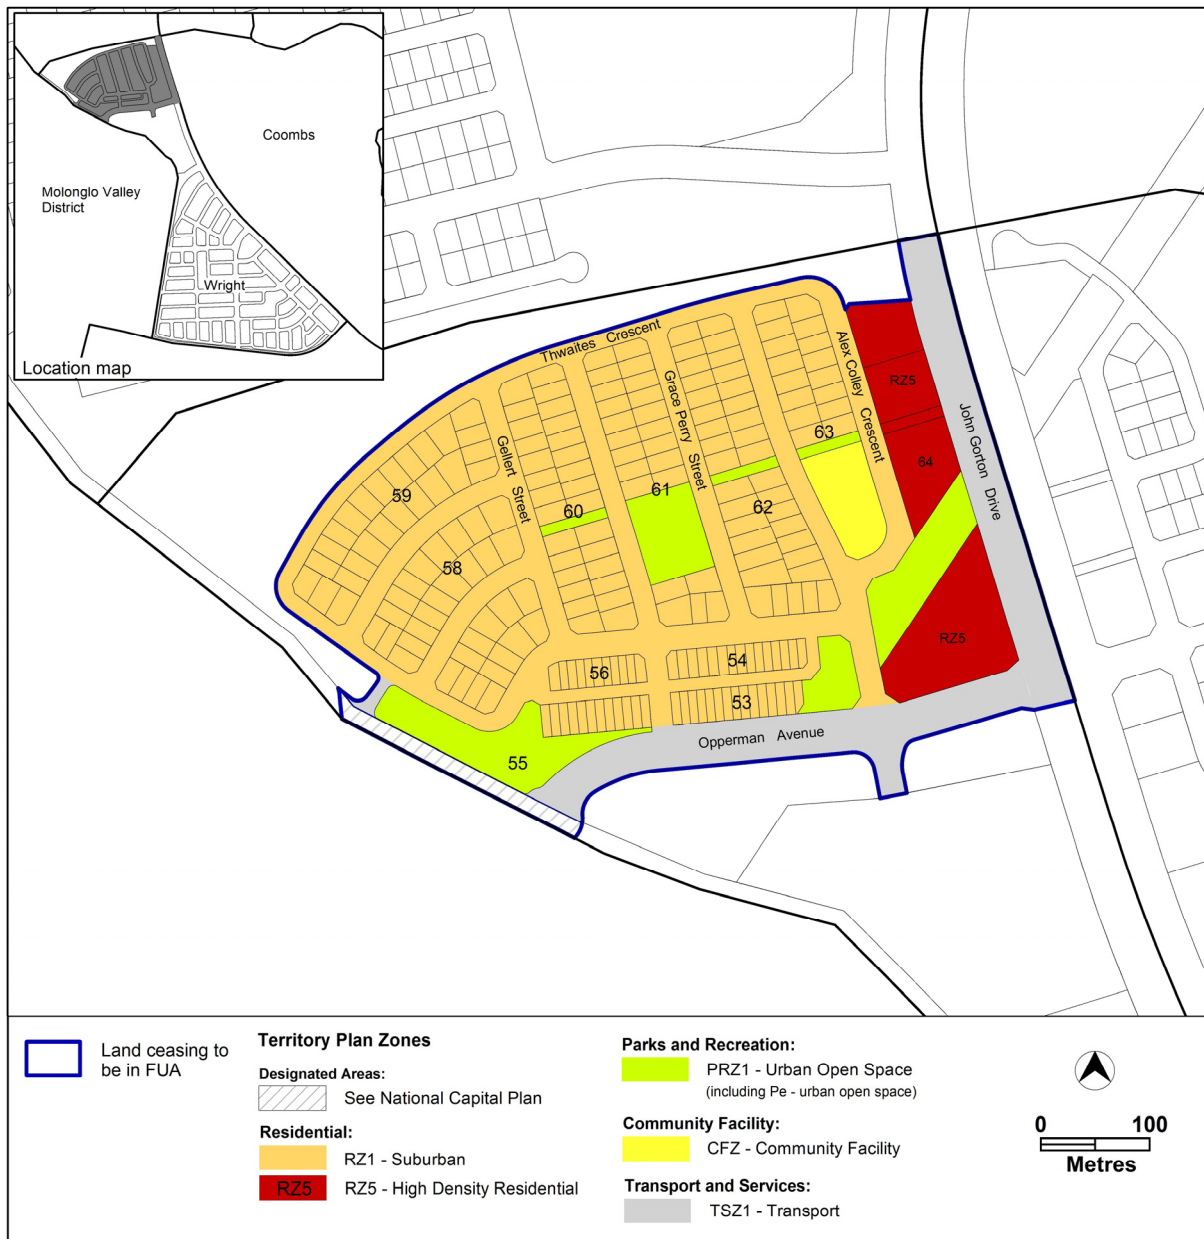 Coombs
Molonglo Valley
District
Wright
Location map
Thwaites Crescent
Alex Colley Crescent
Grace Perry Street
Gellert Street
John Gorton Drive
RZ5
63
64
59
60
61
62
58
RZ5
56
54
53
55
Opperman Avenue
Land ceasing to
be in FUA
Territory Plan Zones
Designated Areas:
See National Capital Plan
Residential:
RZ1 - Suburban
RZ5
RZ5 - High Density Residential
Parks and Recreation:
PRZ1 - Urban Open Space
(including Pe - urban open space)
Community Facility:
CFZ - Community Facility
Transport and Services:
TSZ1 - Transport
0 100
Metres